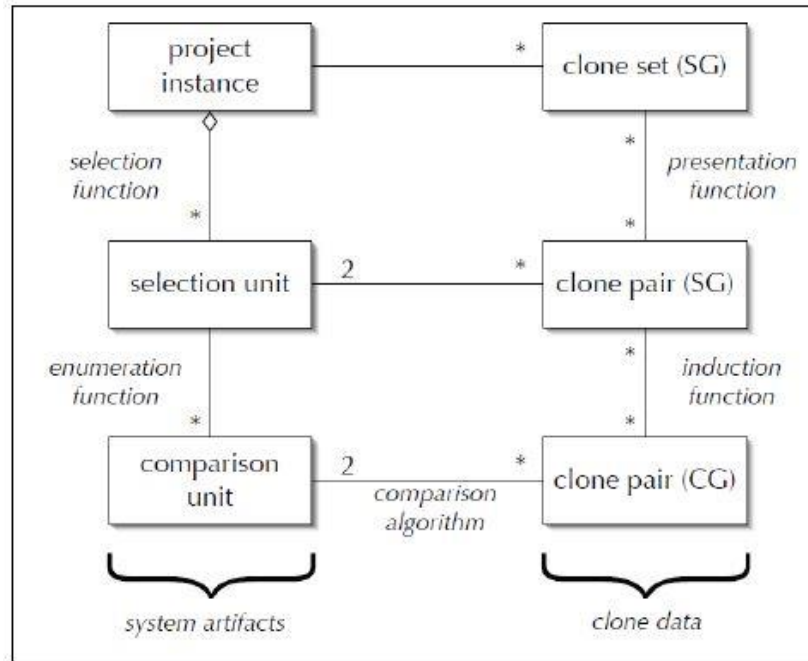 project
instance
*
clone set (SG)
selection
function
*
presentation
function
*
*
selection unit
2
*
clone pair (SG)
enumeration
function
*
induction
function
*
*
comparison
unit
2
*
comparison
algorithm
clone pair (CG)
system artifacts
clone data